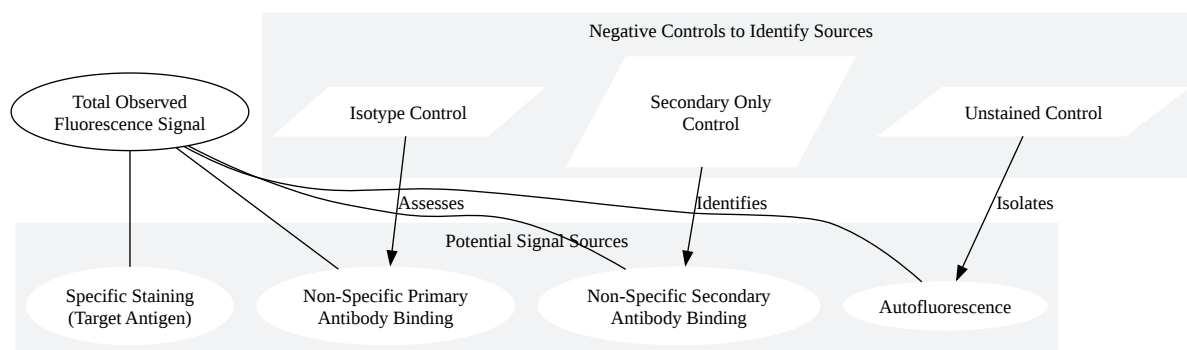 Negative Controls to Identify Sources
Total Observed
Fluorescence Signal
Isotype Control
Secondary Only
Control
Unstained Control
Assesses
Identifies
Isolates
Potential Signal Sources
Specific Staining
(Target Antigen)
Non-Specific Primary
Antibody Binding
Non-Specific Secondary
Antibody Binding
Autofluorescence